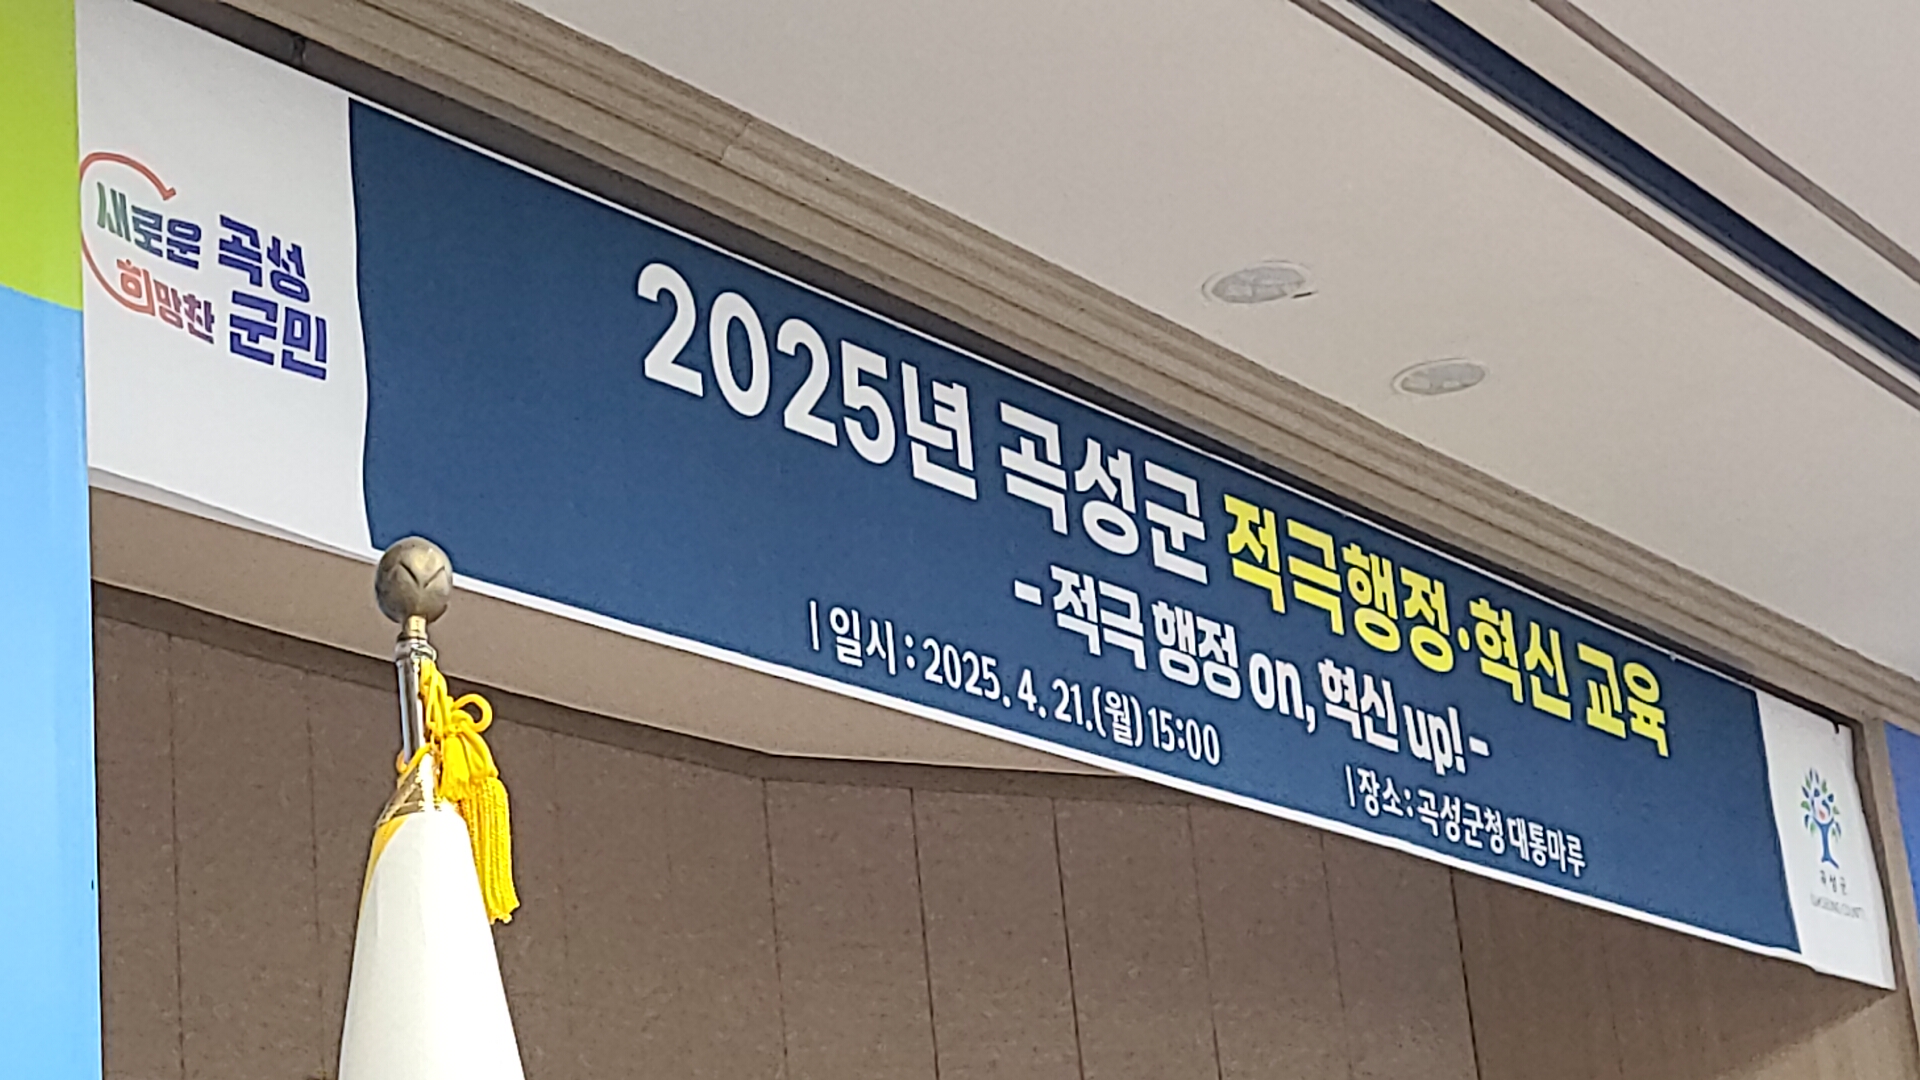 새로운 곡성
희망찬 군민
2025년 곡성군 적극행정·혁신 교육
- 적극 행정 on, 혁신 up! -
| 일시 : 2025. 4. 21.(월) 15:00
| 장소 : 곡성군청 대통마루
곡성군